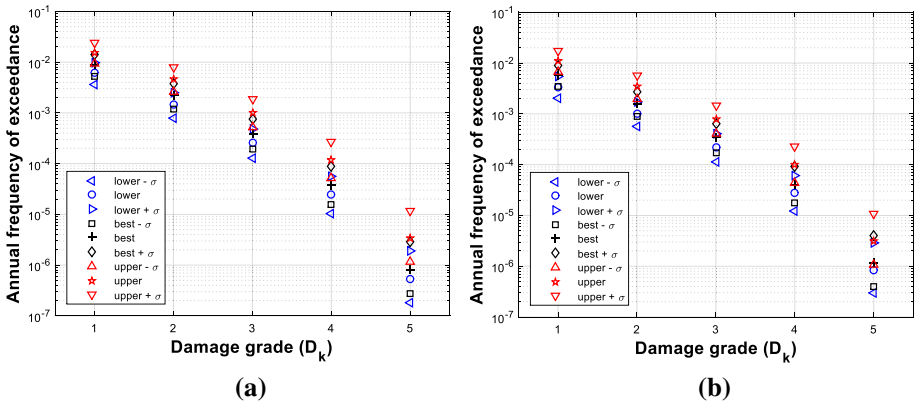 Annual frequency of exceedance
10^-1
10^-2
10^-3
10^-4
10^-5
10^-6
10^-7
lower - σ
lower
lower + σ
best - σ
best
best + σ
upper - σ
upper
upper + σ
1 2 3 4 5
Damage grade (D_k)
(a)
Annual frequency of exceedance
10^-1
10^-2
10^-3
10^-4
10^-5
10^-6
10^-7
lower - σ
lower
lower + σ
best - σ
best
best + σ
upper - σ
upper
upper + σ
1 2 3 4 5
Damage grade (D_k)
(b)